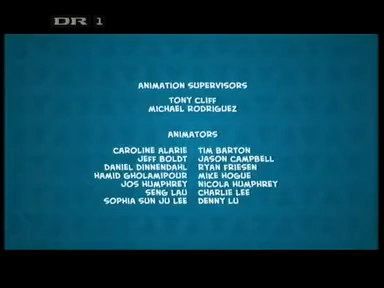 DR 1
ANIMATION SUPERVISORS
TONY CLIFF
MICHAEL RODRIGUEZ
ANIMATORS
CAROLINE ALARIE TIM BARTON
JEFF BOLDT JASON CAMPBELL
DANIEL DINNENDAHL RYAN FRIESEN
HAMID GHOLAMIPOUR MIKE HOGUE
JOS HUMPHREY NICOLA HUMPHREY
SENG LAU CHARLIE LEE
SOPHIA SUN JU LEE DENNY LU